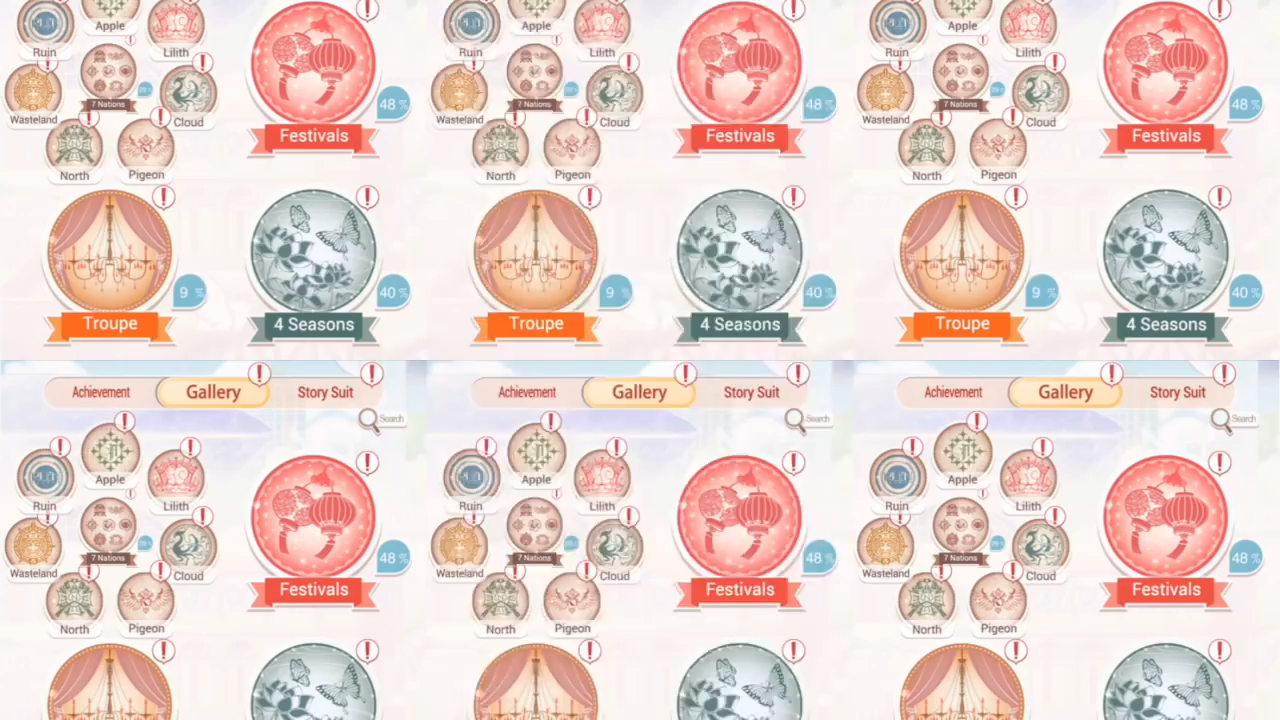 Apple Apple Apple
Ruin Lilith Ruin Lilith Ruin Lilith
7 Nations 7 Nations 7 Nations
48 % 48 % 48 %
Wasteland Cloud Wasteland Cloud Wasteland Cloud
Festivals Festivals Festivals
North Pigeon North Pigeon North Pigeon
9 % 40 % 9 % 40 % 9 % 40 %
Troupe 4 Seasons Troupe 4 Seasons Troupe 4 Seasons
Achievement Gallery Story Suit Achievement Gallery Story Suit Achievement Gallery Story Suit
Search Search Search
Apple Apple Apple
Ruin Lilith Ruin Lilith Ruin Lilith
7 Nations 48 % 7 Nations 48 % 7 Nations 48 %
Wasteland Cloud Wasteland Cloud Wasteland Cloud
Festivals Festivals Festivals
North Pigeon North Pigeon North Pigeon